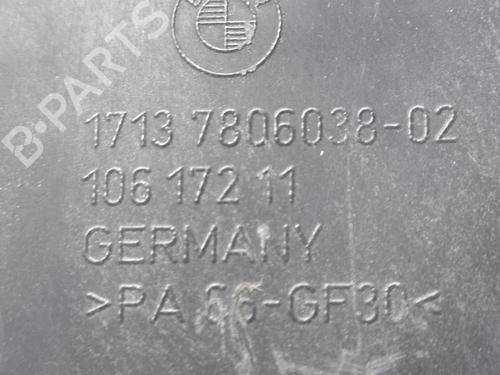 B-PARTS
1713 7806038-02
106 172 11
GERMANY
>PA 66-GF30<